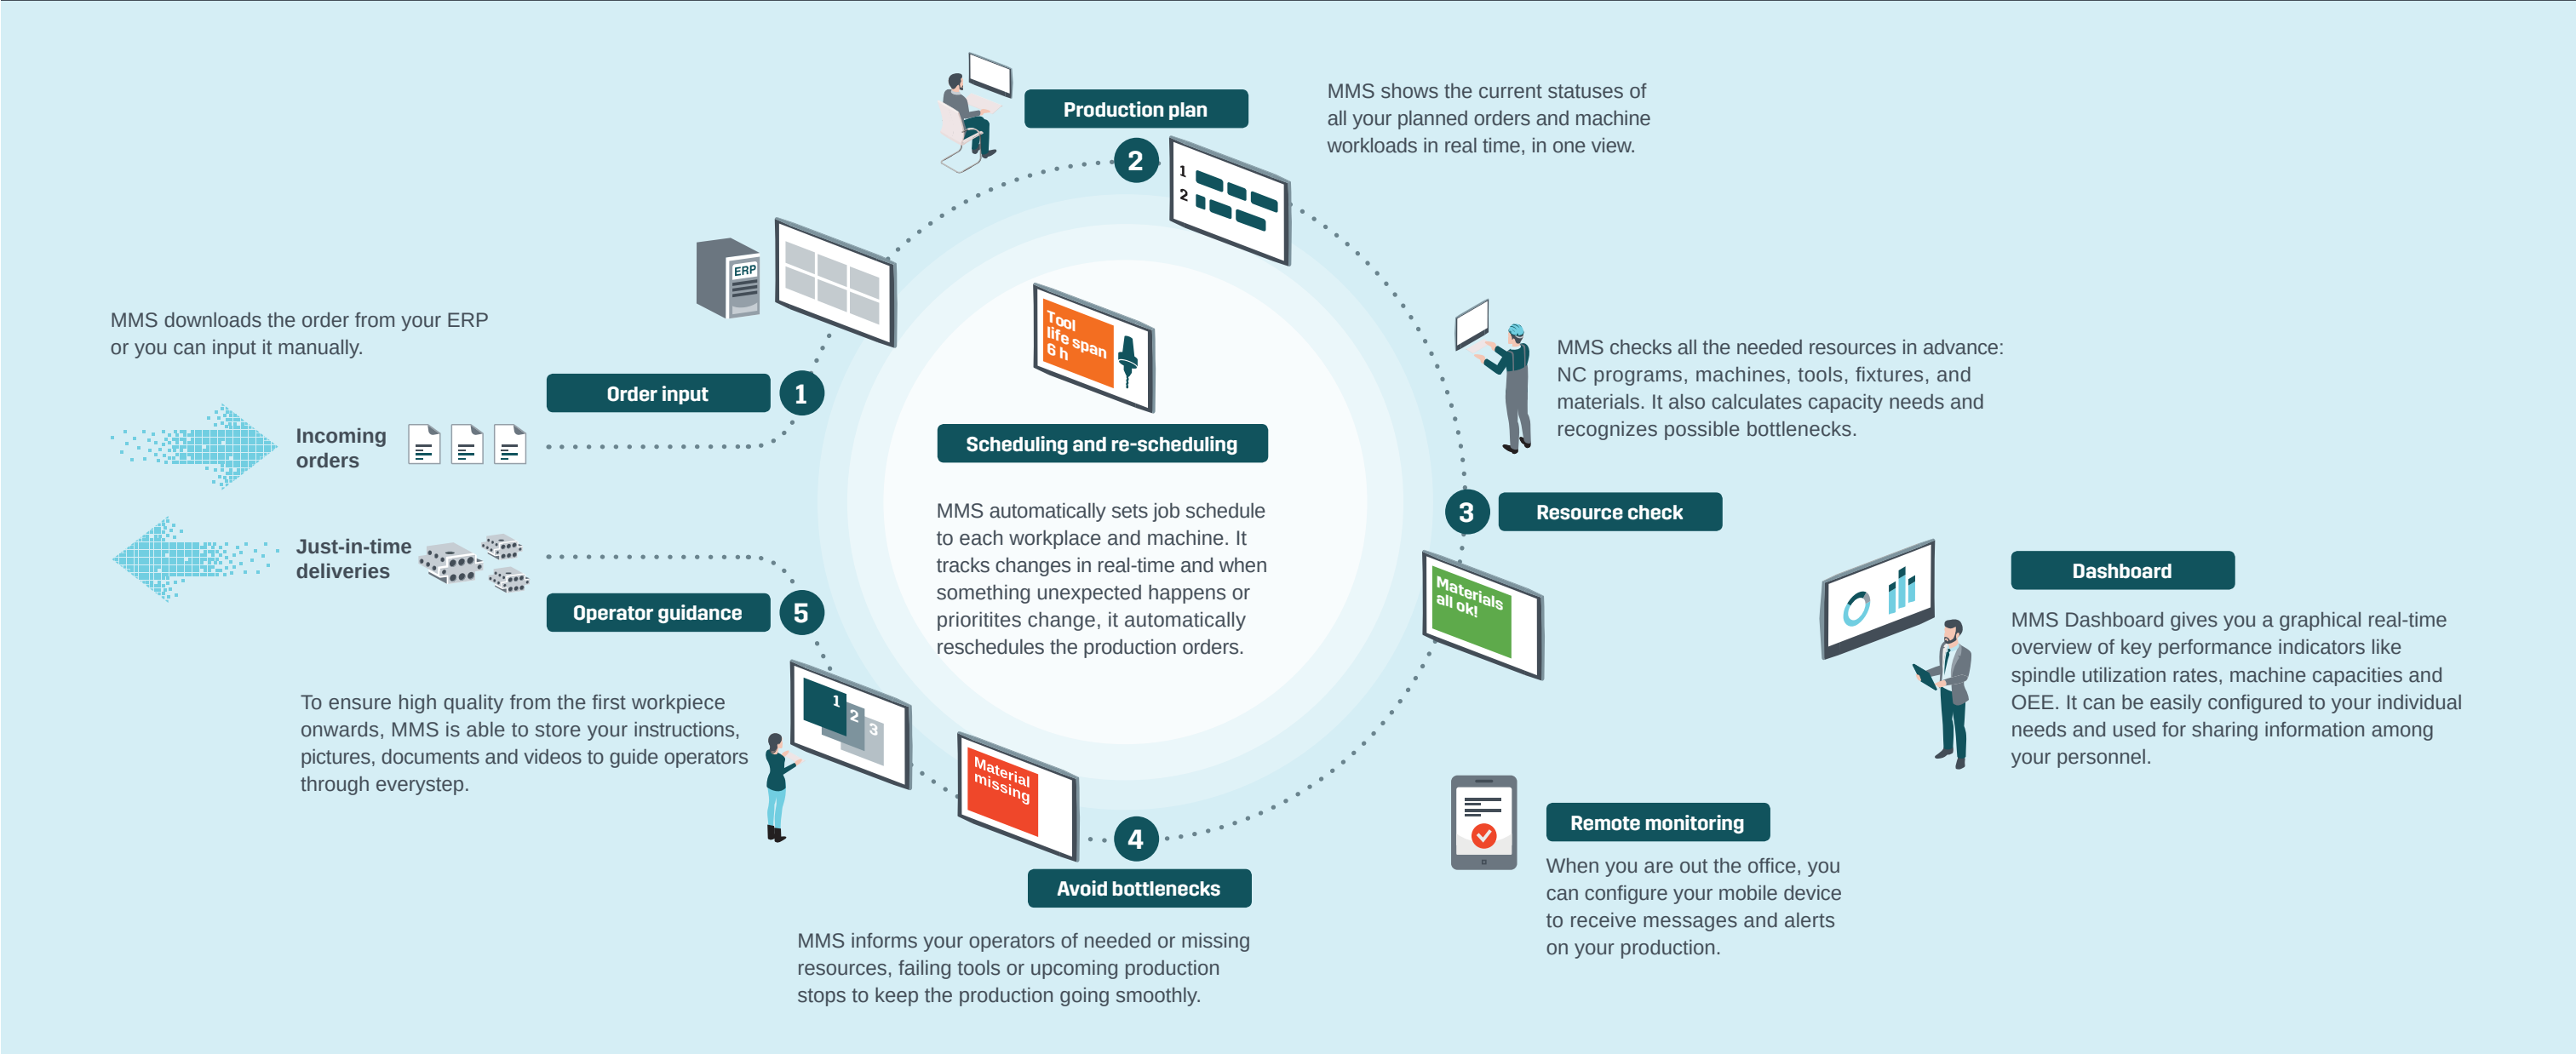 Production plan
2
MMS shows the current statuses of
all your planned orders and machine
workloads in real time, in one view.
1
2
ERP
MMS downloads the order from your ERP
or you can input it manually.
Order input
1
Incoming
orders
Tool
life span
6 h
Scheduling and re-scheduling
MMS automatically sets job schedule
to each workplace and machine. It
tracks changes in real-time and when
something unexpected happens or
prioritites change, it automatically
reschedules the production orders.
MMS checks all the needed resources in advance:
NC programs, machines, tools, fixtures, and
materials. It also calculates capacity needs and
recognizes possible bottlenecks.
3
Resource check
Materials
all ok!
Just-in-time
deliveries
Operator guidance
5
To ensure high quality from the first workpiece
onwards, MMS is able to store your instructions,
pictures, documents and videos to guide operators
through everystep.
1
2
3
Material
missing
4
Avoid bottlenecks
MMS informs your operators of needed or missing
resources, failing tools or upcoming production
stops to keep the production going smoothly.
Dashboard
MMS Dashboard gives you a graphical real-time
overview of key performance indicators like
spindle utilization rates, machine capacities and
OEE. It can be easily configured to your individual
needs and used for sharing information among
your personnel.
Remote monitoring
When you are out the office, you
can configure your mobile device
to receive messages and alerts
on your production.